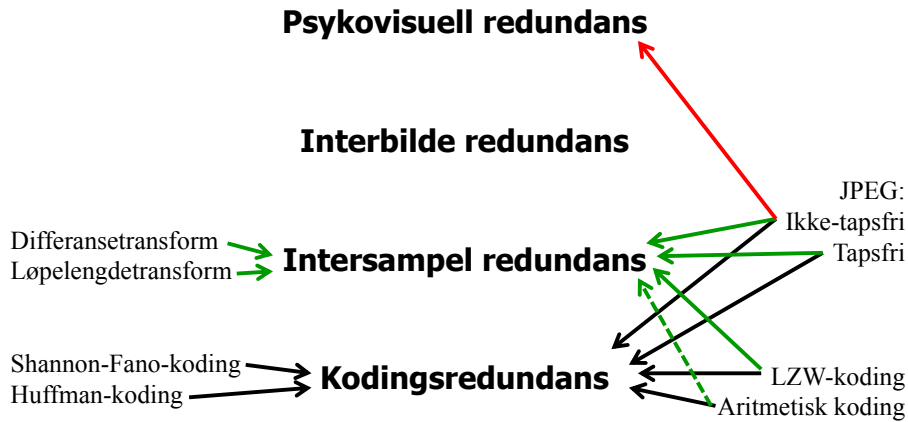 Psykovisuell redundans
Interbilde redundans
JPEG:
Ikke-tapsfri
Tapsfri
Differansetransform
Løpelengdetransform
Intersampel redundans
Shannon-Fano-koding
Huffman-koding
Kodingsredundans
LZW-koding
Aritmetisk koding